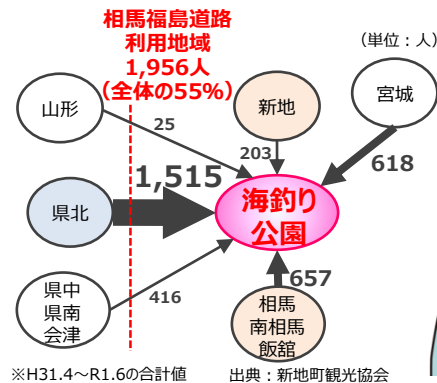 相馬福島道路
利用地域
1,956人
(全体の55%)
(単位：人)
山形
新地
宮城
25
203
618
県北
1,515
海釣り
公園
県中
県南
会津
416
657
相馬
南相馬
飯舘
※H31.4～R1.6の合計値
出典：新地町観光協会